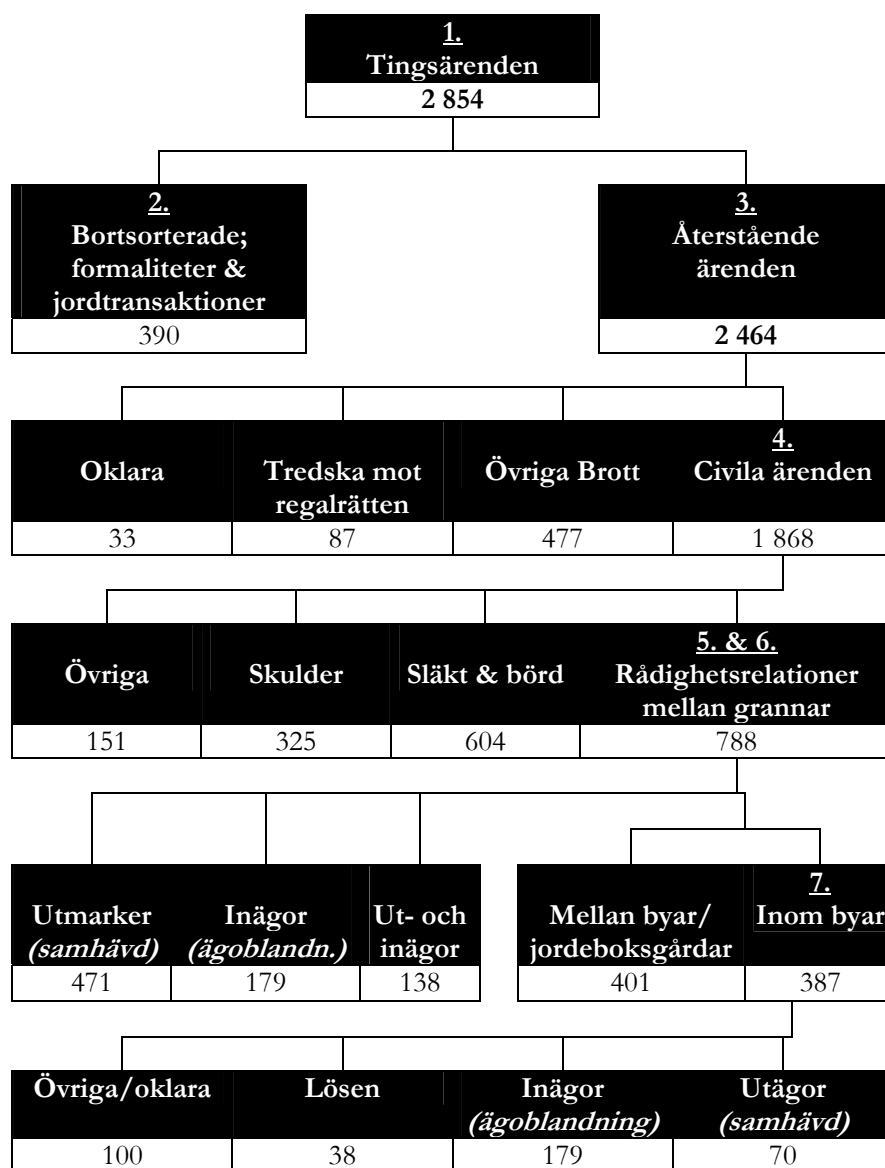 1.
Tingsärenden
2 854
2.
Bortsorterade;
formaliteter &
jordtransaktioner
390
3.
Återstående
ärenden
2 464
Oklara
33
Tredska mot
regalrätten
87
Övriga Brott
477
4.
Civila ärenden
1 868
Övriga
151
Skulder
325
Släkt & börd
604
5. & 6.
Rådighetsrelationer
mellan grannar
788
Utmarker
(samhävd)
471
Inägor
(ägoblandn.)
179
Ut- och
inägor
138
Mellan byar/
jordeboksgårdar
401
7.
Inom byar
387
Övriga/oklara
100
Lösen
38
Inägor
(ägoblandning)
179
Utägor
(samhävd)
70